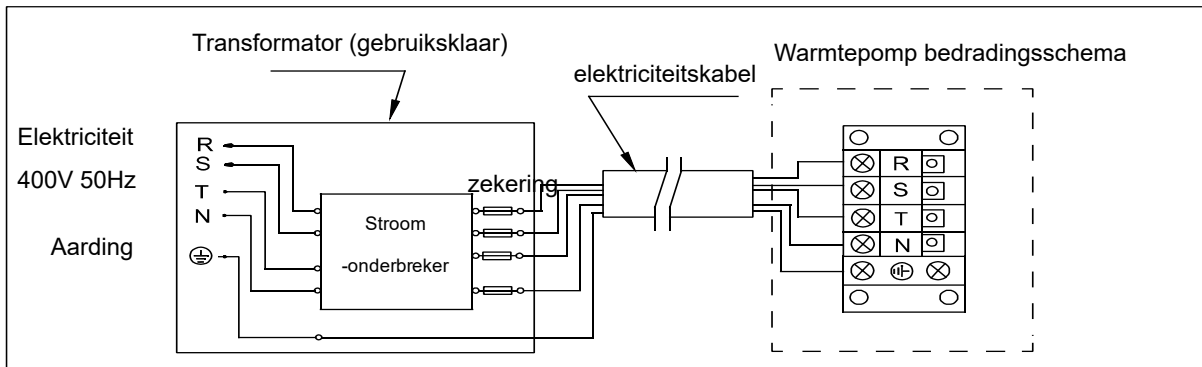 Transformator (gebruiksklaar)
elektriciteitskabel
Warmtepomp bedradingsschema
Elektriciteit
400V 50Hz
Aarding
R
S
T
N
zekering
Stroom
-onderbreker
R
S
T
N